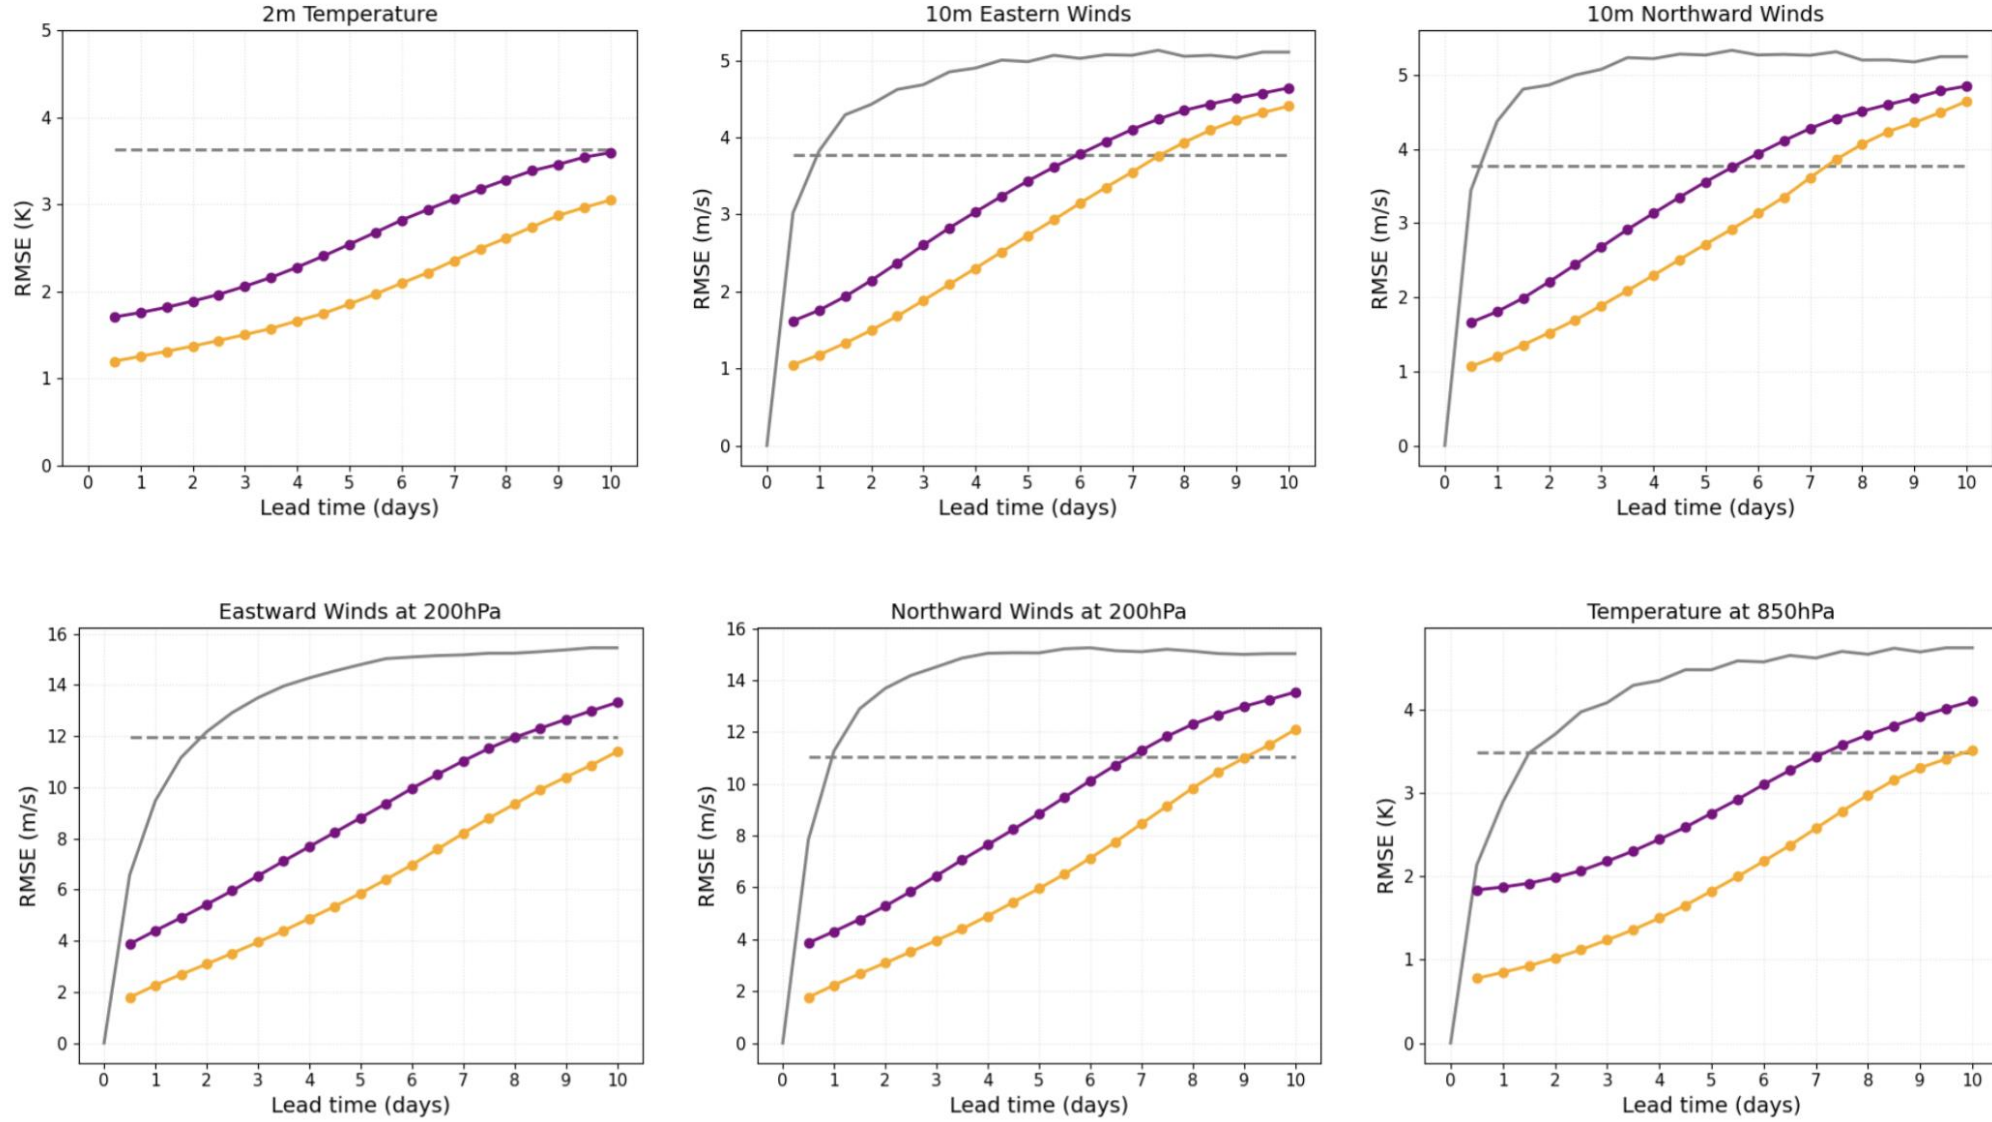 2m Temperature
5
4
3
2
1
0
RMSE (K)
0 1 2 3 4 5 6 7 8 9 10
Lead time (days)
10m Eastern Winds
5
4
3
2
1
0
RMSE (m/s)
0 1 2 3 4 5 6 7 8 9 10
Lead time (days)
10m Northward Winds
5
4
3
2
1
0
RMSE (m/s)
0 1 2 3 4 5 6 7 8 9 10
Lead time (days)
Eastward Winds at 200hPa
16
14
12
10
8
6
4
2
0
RMSE (m/s)
0 1 2 3 4 5 6 7 8 9 10
Lead time (days)
Northward Winds at 200hPa
16
14
12
10
8
6
4
2
0
RMSE (m/s)
0 1 2 3 4 5 6 7 8 9 10
Lead time (days)
Temperature at 850hPa
4
3
2
1
0
RMSE (K)
0 1 2 3 4 5 6 7 8 9 10
Lead time (days)